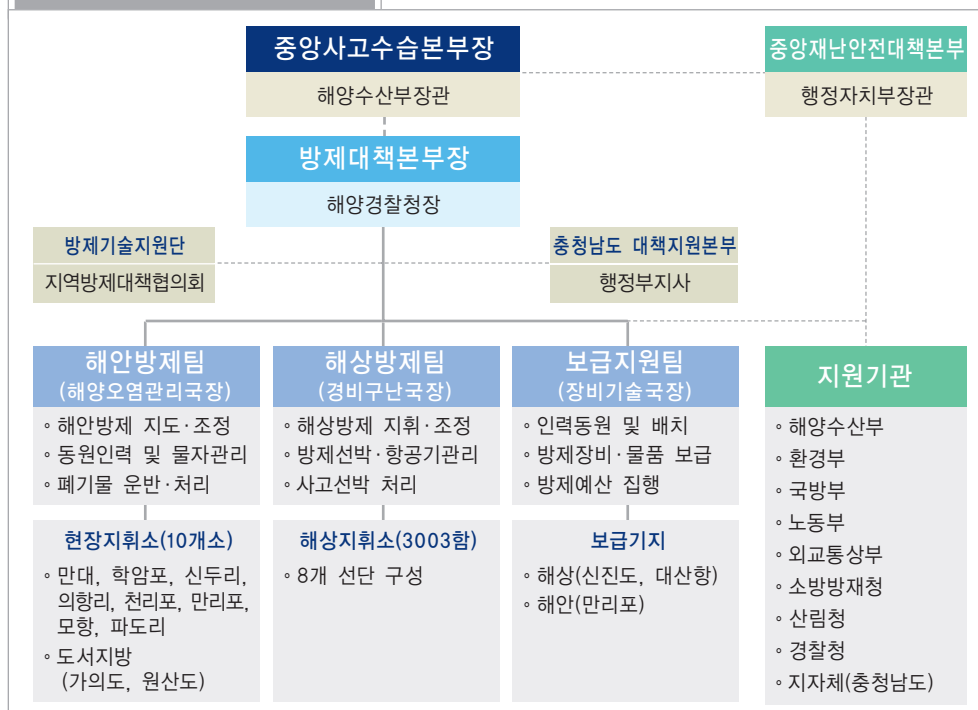 중앙사고수습본부장
해양수산부장관
중앙재난안전대책본부
행정자치부장관
방제대책본부장
해양경찰청장
방제기술지원단
지역방제대책협의회
충청남도 대책지원본부
행정부지사
해안방제팀
(해양오염관리국장)
◦ 해안방제 지도·조정
◦ 동원인력 및 물자관리
◦ 폐기물 운반·처리
현장지휘소(10개소)
◦ 만대, 학암포, 신두리,
의항리, 천리포, 만리포,
모항, 파도리
◦ 도서지방
(가의도, 원산도)
해상방제팀
(경비구난국장)
◦ 해상방제 지휘·조정
◦ 방제선박·항공기관리
◦ 사고선박 처리
해상지휘소(3003함)
◦ 8개 선단 구성
보급지원팀
(장비기술국장)
◦ 인력동원 및 배치
◦ 방제장비·물품 보급
◦ 방제예산 집행
보급기지
◦ 해상(신진도, 대산항)
◦ 해안(만리포)
지원기관
◦ 해양수산부
◦ 환경부
◦ 국방부
◦ 노동부
◦ 외교통상부
◦ 소방방재청
◦ 산림청
◦ 경찰청
◦ 지자체(충청남도)